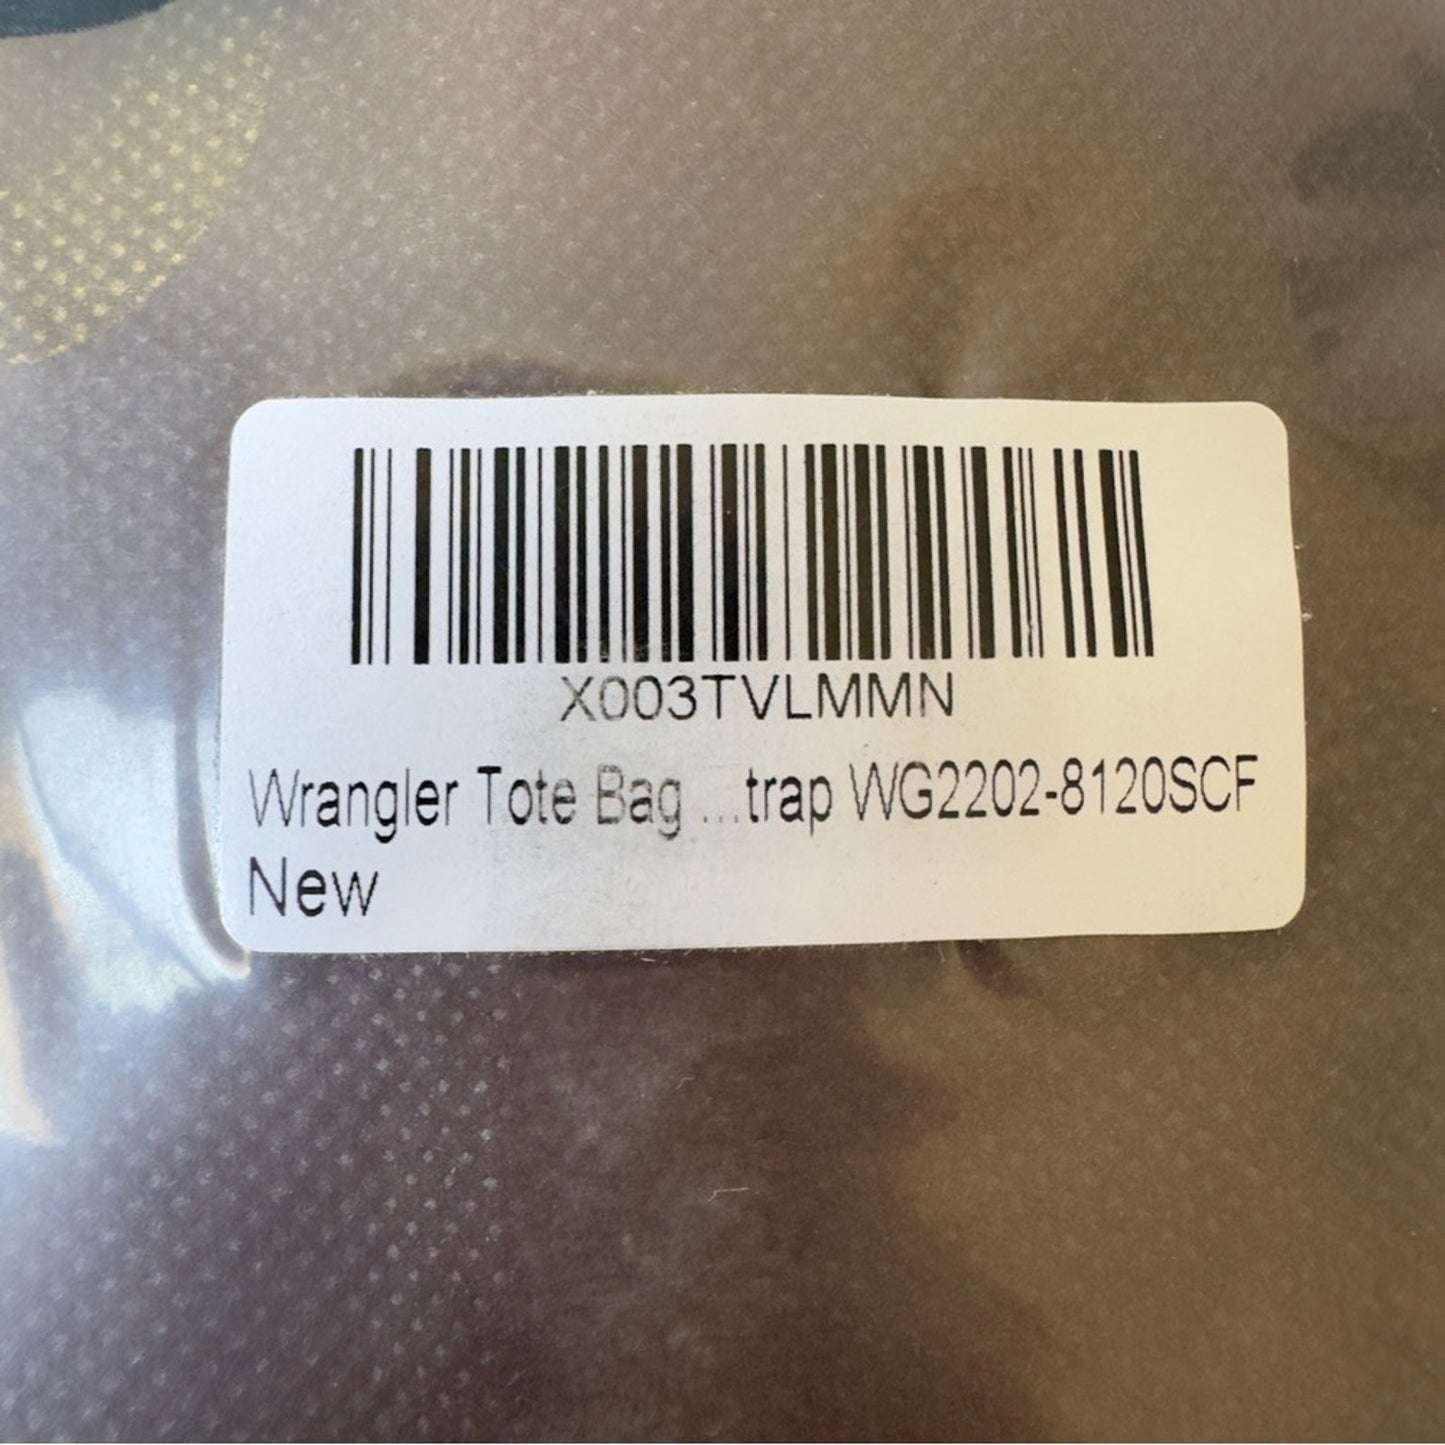 X003TVLMMN
Wrangler Tote Bag ...trap WG2202-8120SCF
New